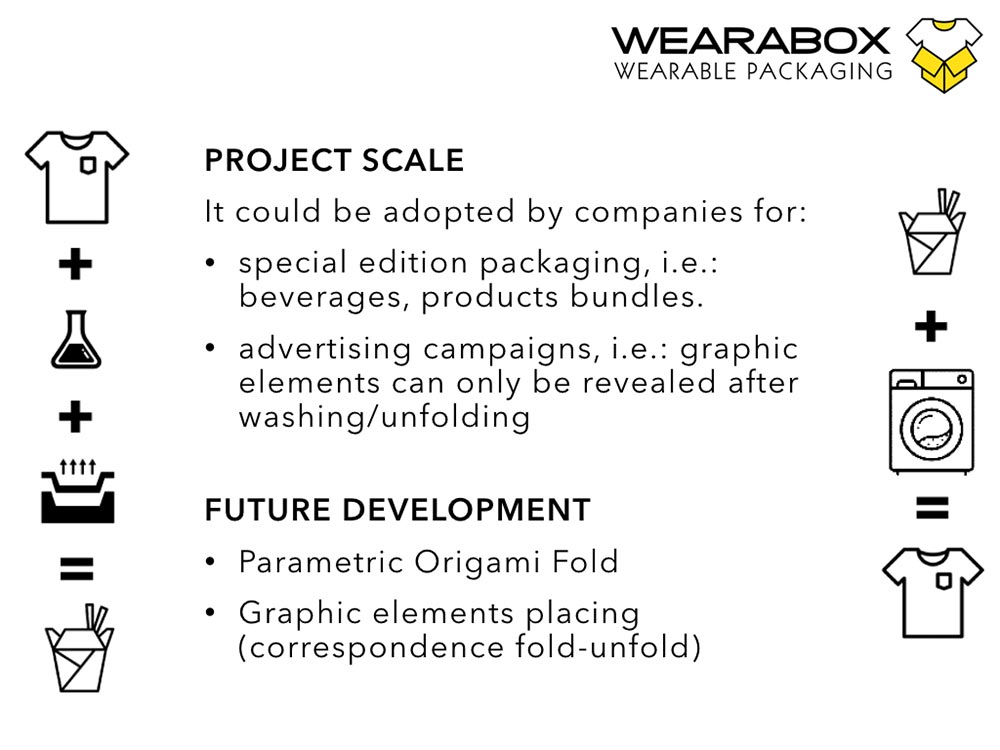 WEARABOX
WEARABLE PACKAGING
PROJECT SCALE
It could be adopted by companies for:
• special edition packaging, i.e.:
beverages, products bundles.
• advertising campaigns, i.e.: graphic
elements can only be revealed after
washing/unfolding
FUTURE DEVELOPMENT
• Parametric Origami Fold
• Graphic elements placing
(correspondence fold-unfold)